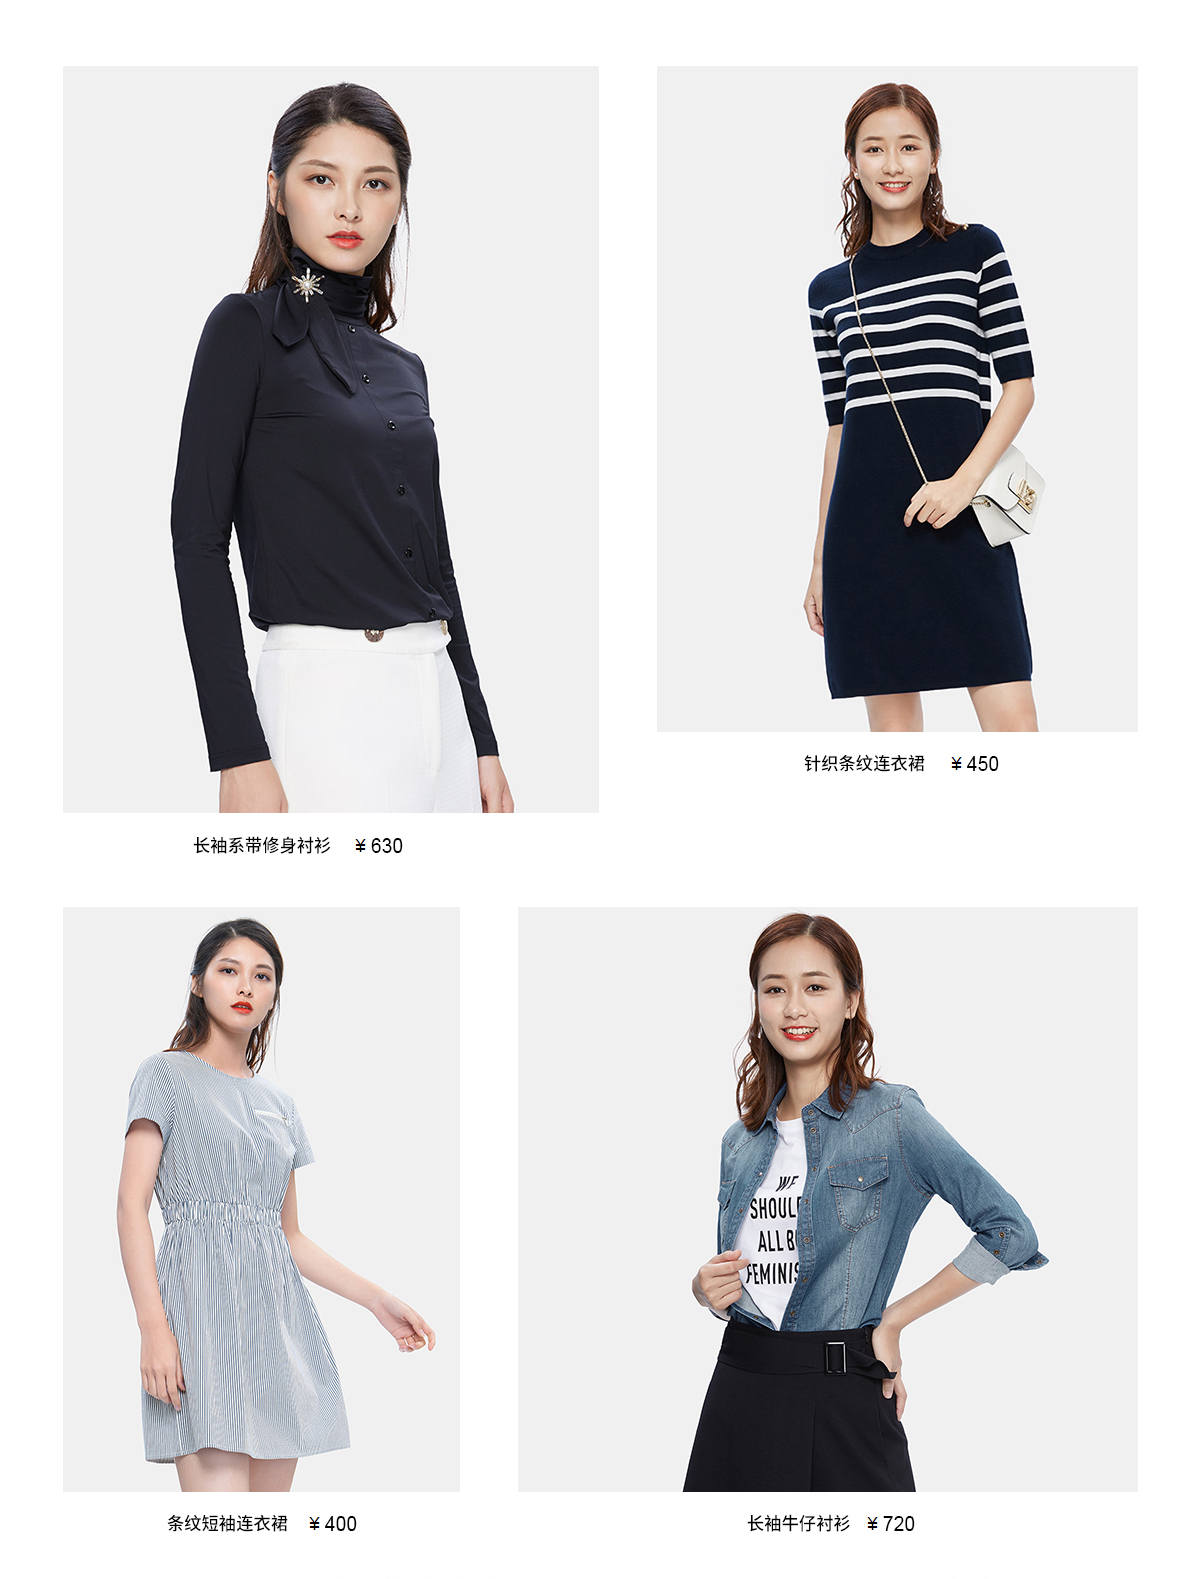 针织条纹连衣裙 ¥ 450
长袖系带修身衬衫 ¥ 630
WE
SHOUL
ALL B
FEMINIS
条纹短袖连衣裙 ¥ 400
长袖牛仔衬衫 ¥ 720